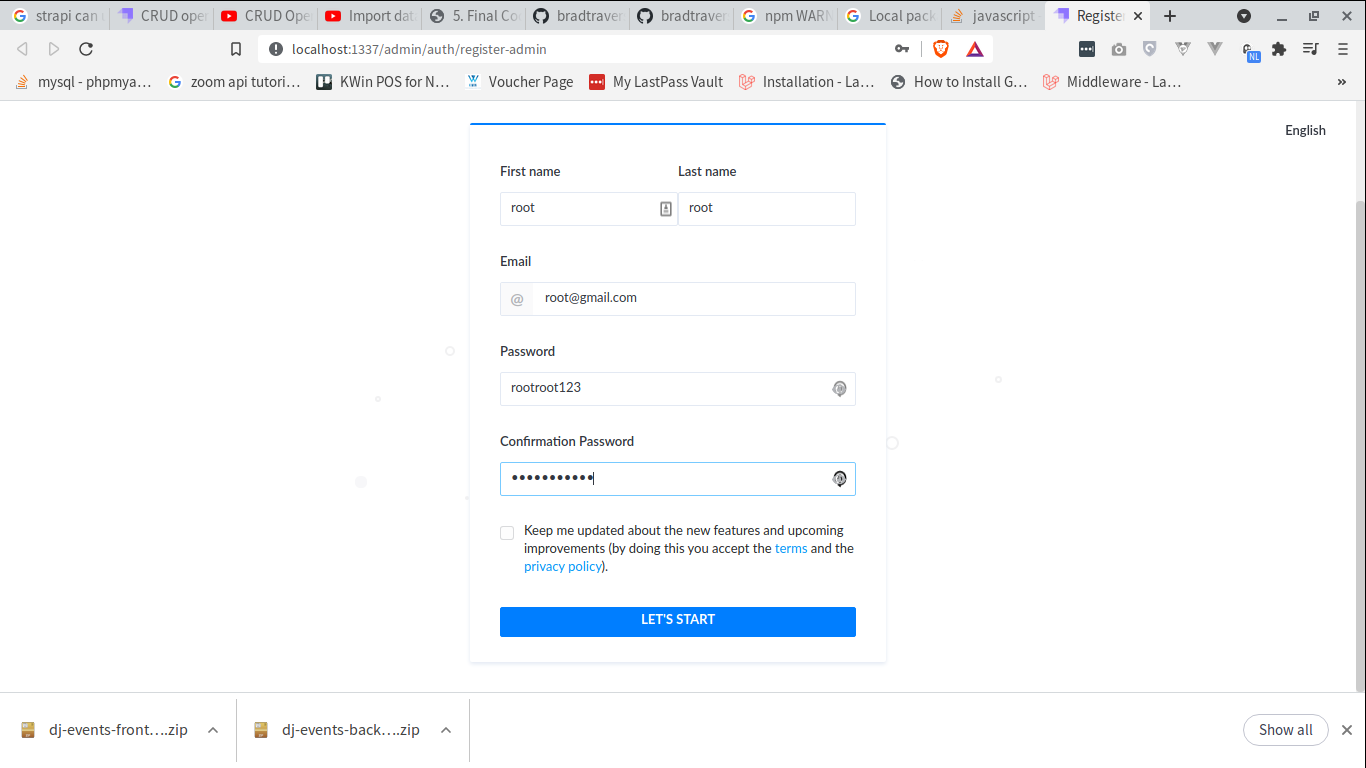 strapi can
CRUD oper
CRUD Ope
Import dat
5. Final Co
bradtraver
bradtraver
npm WARN
Local pack
javascript
Registe
localhost:1337/admin/auth/register-admin
NL
mysql - phpmya…
zoom api tutori…
KWin POS for N…
Voucher Page
My LastPass Vault
Installation - La…
How to Install G…
Middleware - La…
»
English
First name Last name
root root
Email
@ root@gmail.com
Password
rootroot123
Confirmation Password
•••••••••••
Keep me updated about the new features and upcoming
improvements (by doing this you accept the terms and the
privacy policy).
LET'S START
dj-events-front….zip
dj-events-back….zip
Show all